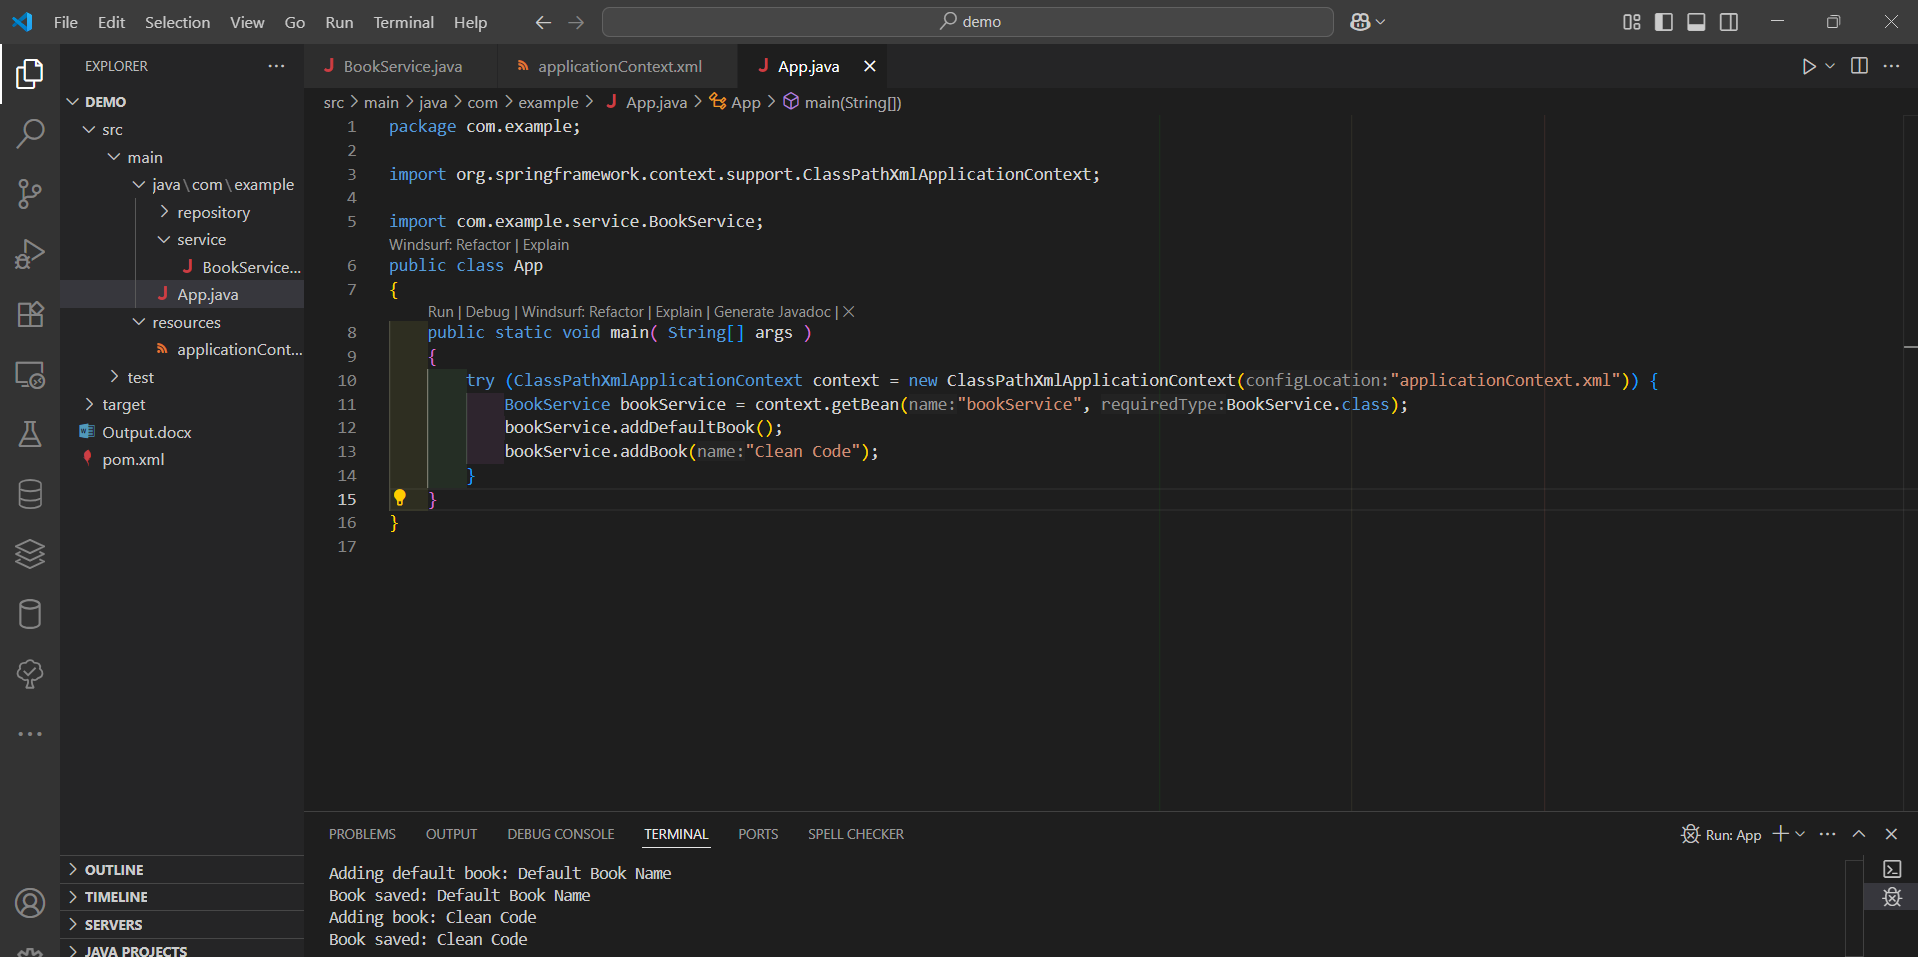 File Edit Selection View Go Run Terminal Help
demo
EXPLORER
DEMO
src
main
java\com\example
repository
service
BookService...
App.java
resources
applicationCont...
test
target
Output.docx
pom.xml
OUTLINE
TIMELINE
SERVERS
JAVA PROJECTS
BookService.java applicationContext.xml App.java
src > main > java > com > example > App.java > App > main(String[])
1 package com.example;
2
3 import org.springframework.context.support.ClassPathXmlApplicationContext;
4
5 import com.example.service.BookService;
Windsurf: Refactor | Explain
6 public class App
7 {
Run | Debug | Windsurf: Refactor | Explain | Generate Javadoc | ×
8 public static void main( String[] args )
9 {
10 try (ClassPathXmlApplicationContext context = new ClassPathXmlApplicationContext(configLocation:"applicationContext.xml")) {
11 BookService bookService = context.getBean(name:"bookService", requiredType:BookService.class);
12 bookService.addDefaultBook();
13 bookService.addBook(name:"Clean Code");
14 }
15 }
16 }
17
PROBLEMS OUTPUT DEBUG CONSOLE TERMINAL PORTS SPELL CHECKER
Run: App
Adding default book: Default Book Name
Book saved: Default Book Name
Adding book: Clean Code
Book saved: Clean Code